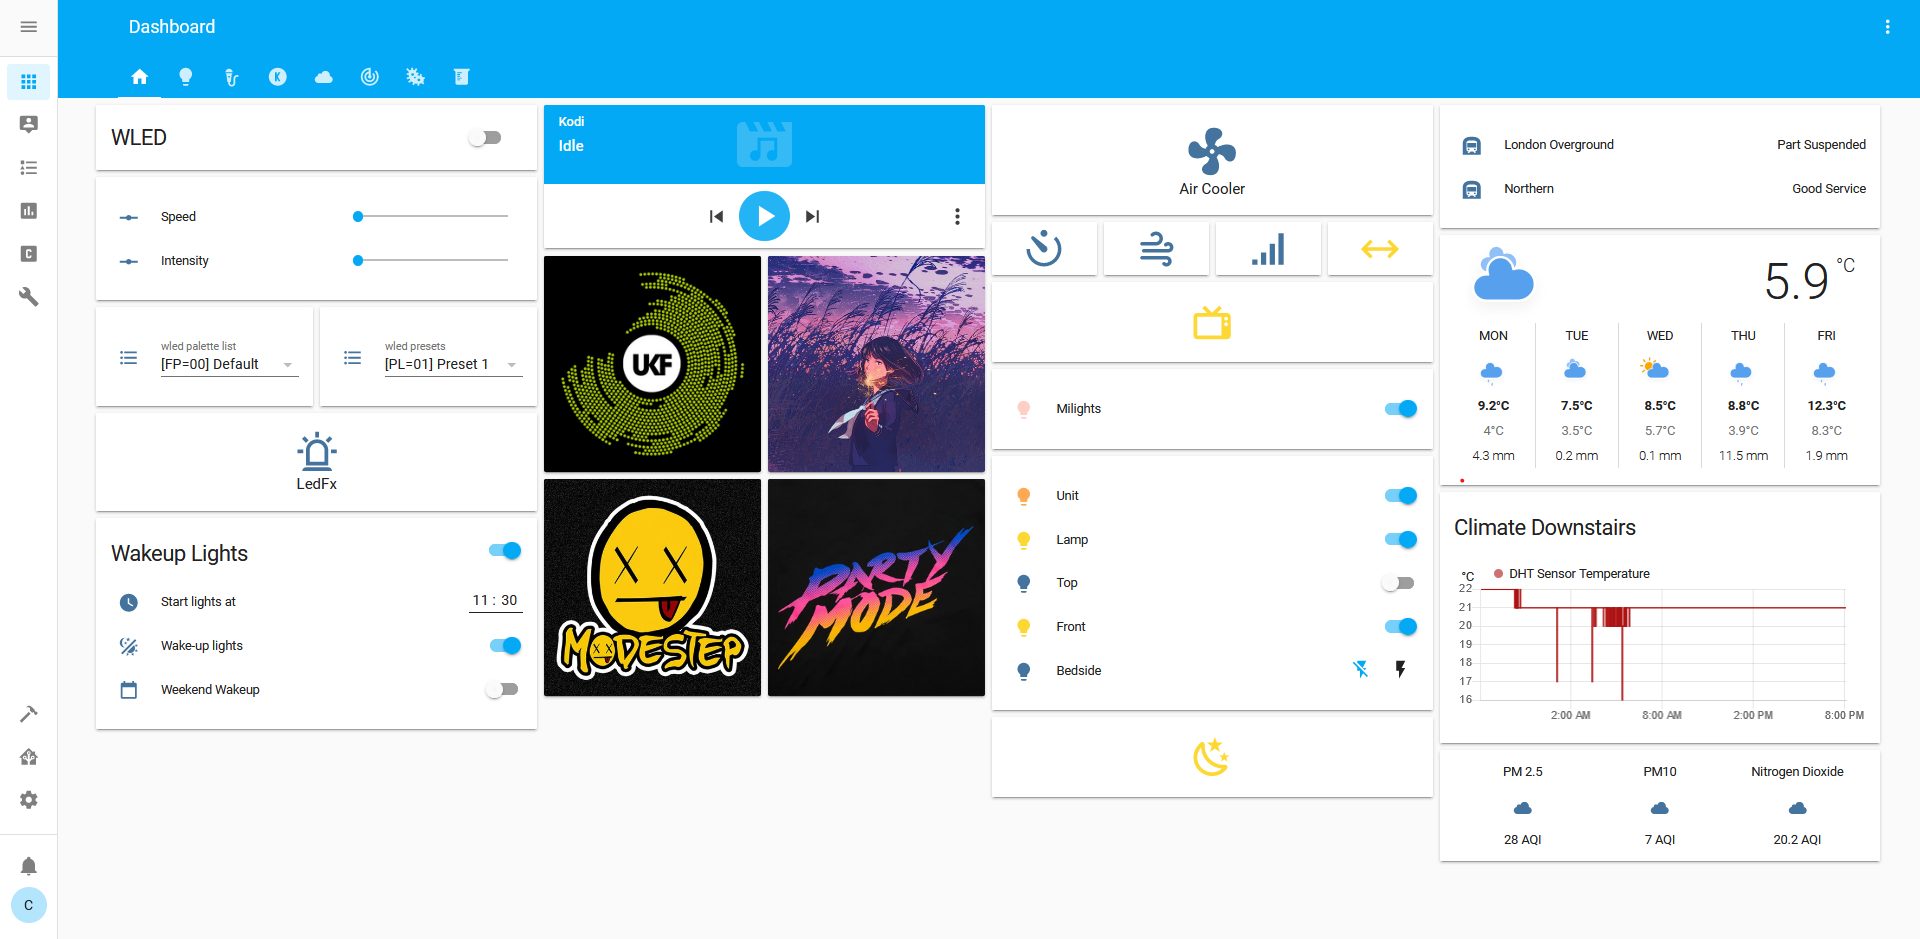 Dashboard
WLED
Speed
Intensity
wled palette list
[FP=00] Default
wled presets
[PL=01] Preset 1
LedFx
Wakeup Lights
Start lights at
11 : 30
Wake-up lights
Weekend Wakeup
Kodi
Idle
UKF
MODESTEP
PARTY
MODE
Air Cooler
Milights
Unit
Lamp
Top
Front
Bedside
London Overground Part Suspended
Northern Good Service
5.9 °C
MON TUE WED THU FRI
9.2°C 7.5°C 8.5°C 8.8°C 12.3°C
4°C 3.5°C 5.7°C 3.9°C 8.3°C
4.3 mm 0.2 mm 0.1 mm 11.5 mm 1.9 mm
Climate Downstairs
°C DHT Sensor Temperature
22
21
20
19
18
17
16
2:00 AM 8:00 AM 2:00 PM 8:00 PM
PM 2.5 PM10 Nitrogen Dioxide
28 AQI 7 AQI 20.2 AQI
K
C
C